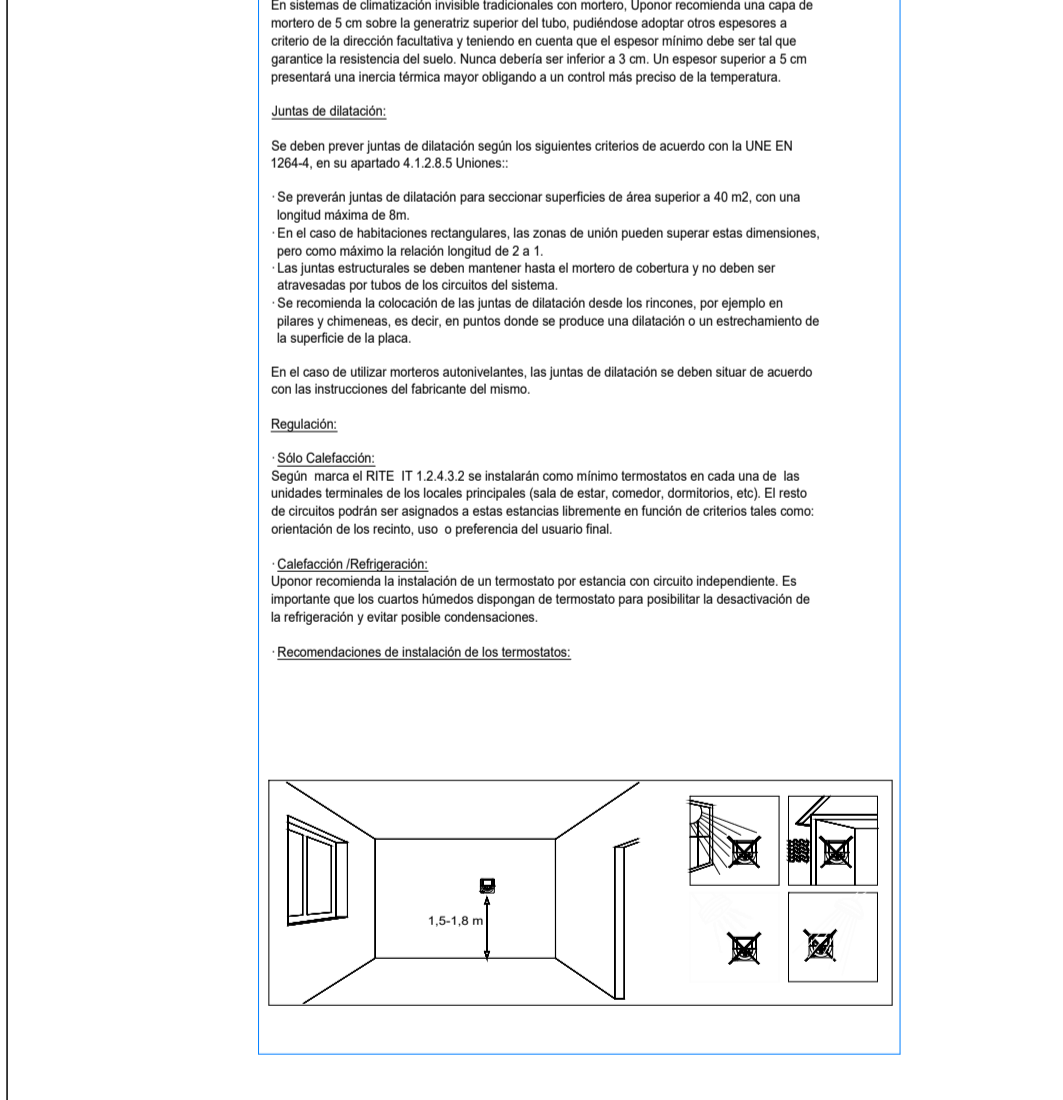 En sistemas de climatización invisible tradicionales con mortero, Uponor recomienda una capa de
mortero de 5 cm sobre la generatriz superior del tubo, pudiéndose adoptar otros espesores a
criterio de la dirección facultativa y teniendo en cuenta que el espesor mínimo debe ser tal que
garantice la resistencia del suelo. Nunca debería ser inferior a 3 cm. Un espesor superior a 5 cm
presentará una inercia térmica mayor obligando a un control más preciso de la temperatura.
Juntas de dilatación:
Se deben prever juntas de dilatación según los siguientes criterios de acuerdo con la UNE EN
1264-4, en su apartado 4.1.2.8.5 Uniones::
· Se preverán juntas de dilatación para seccionar superficies de área superior a 40 m2, con una
longitud máxima de 8m.
· En el caso de habitaciones rectangulares, las zonas de unión pueden superar estas dimensiones,
pero como máximo la relación longitud de 2 a 1.
· Las juntas estructurales se deben mantener hasta el mortero de cobertura y no deben ser
atravesadas por tubos de los circuitos del sistema.
· Se recomienda la colocación de las juntas de dilatación desde los rincones, por ejemplo en
pilares y chimeneas, es decir, en puntos donde se produce una dilatación o un estrechamiento de
la superficie de la placa.
En el caso de utilizar morteros autonivelantes, las juntas de dilatación se deben situar de acuerdo
con las instrucciones del fabricante del mismo.
Regulación:
· Sólo Calefacción:
Según marca el RITE IT 1.2.4.3.2 se instalarán como mínimo termostatos en cada una de las
unidades terminales de los locales principales (sala de estar, comedor, dormitorios, etc). El resto
de circuitos podrán ser asignados a estas estancias libremente en función de criterios tales como:
orientación de los recinto, uso o preferencia del usuario final.
· Calefacción /Refrigeración:
Uponor recomienda la instalación de un termostato por estancia con circuito independiente. Es
importante que los cuartos húmedos dispongan de termostato para posibilitar la desactivación de
la refrigeración y evitar posible condensaciones.
· Recomendaciones de instalación de los termostatos:
1,5-1,8 m